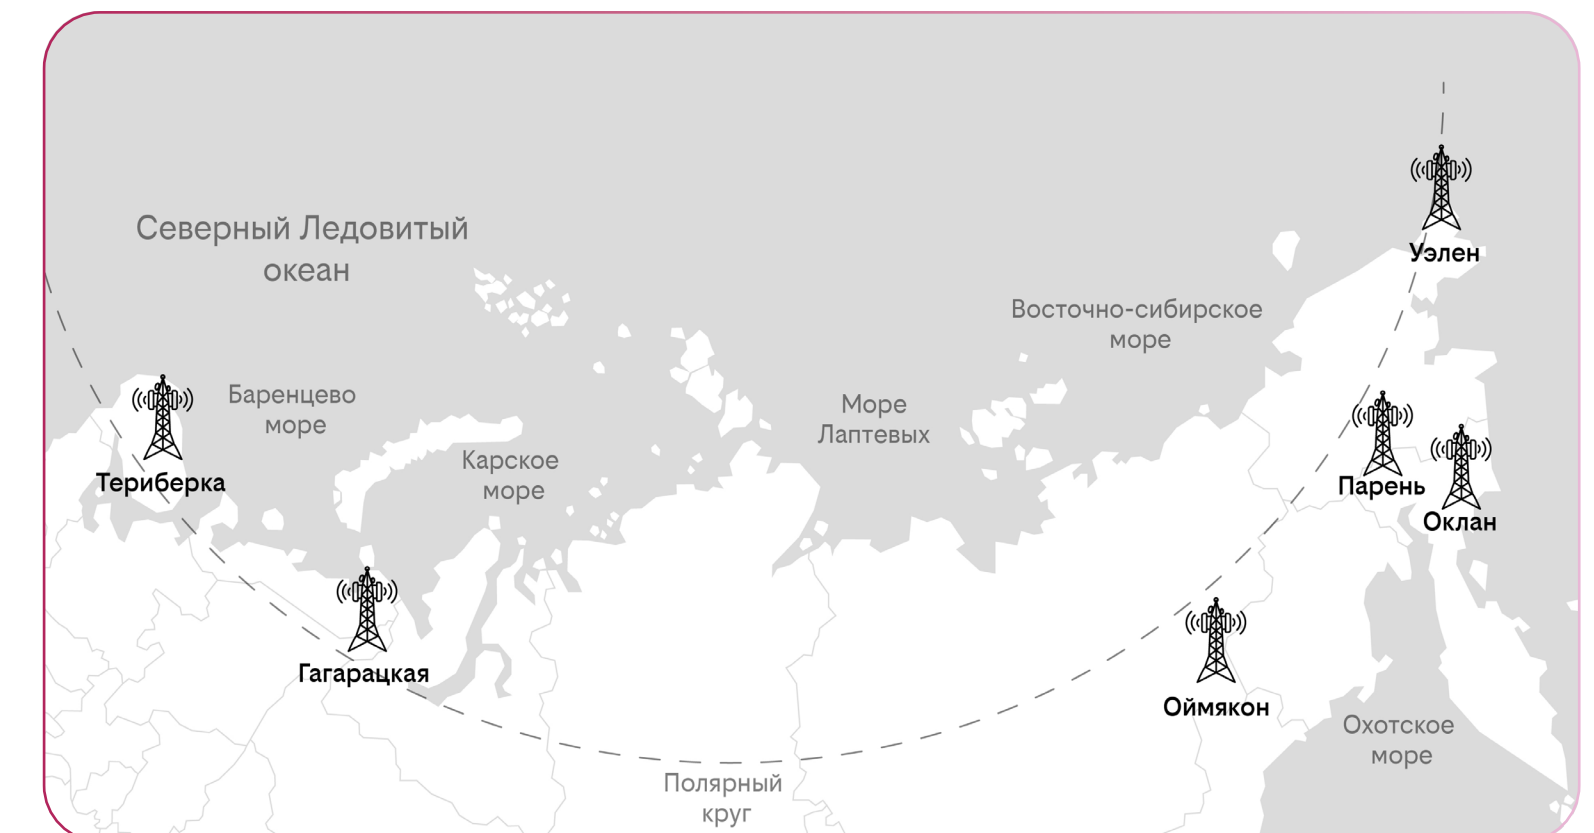 Северный Ледовитый
океан
Уэлен
Восточно-сибирское
море
Баренцево
море
Море
Лаптевых
Карское
море
Териберка
Парень
Оклан
Гагарацкая
Оймякон
Охотское
море
Полярный
круг